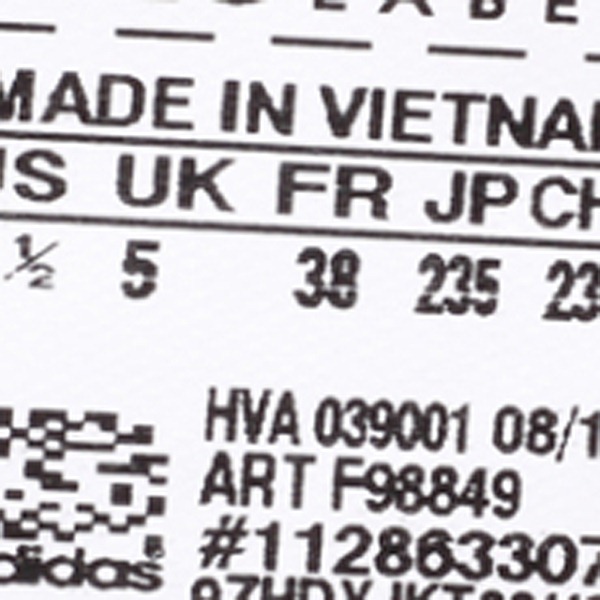 MADE IN VIETNA
US UK FR JP CH
½ 5 38 235 23
HVA 039001 08/1
ART F98849
#112863307
adidas